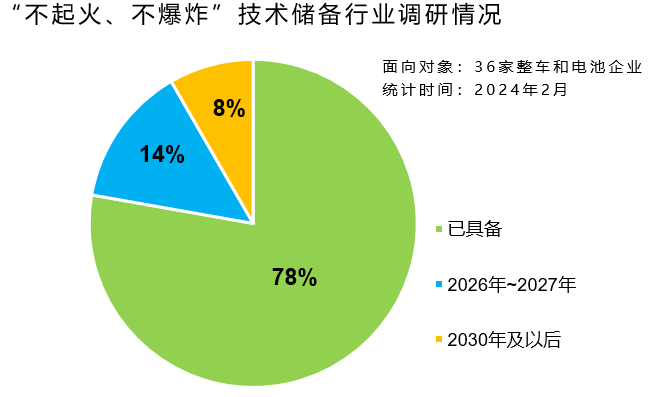 “不起火、不爆炸”技术储备行业调研情况
面向对象：36家整车和电池企业
统计时间：2024年2月
8%
14%
78%
已具备
2026年~2027年
2030年及以后